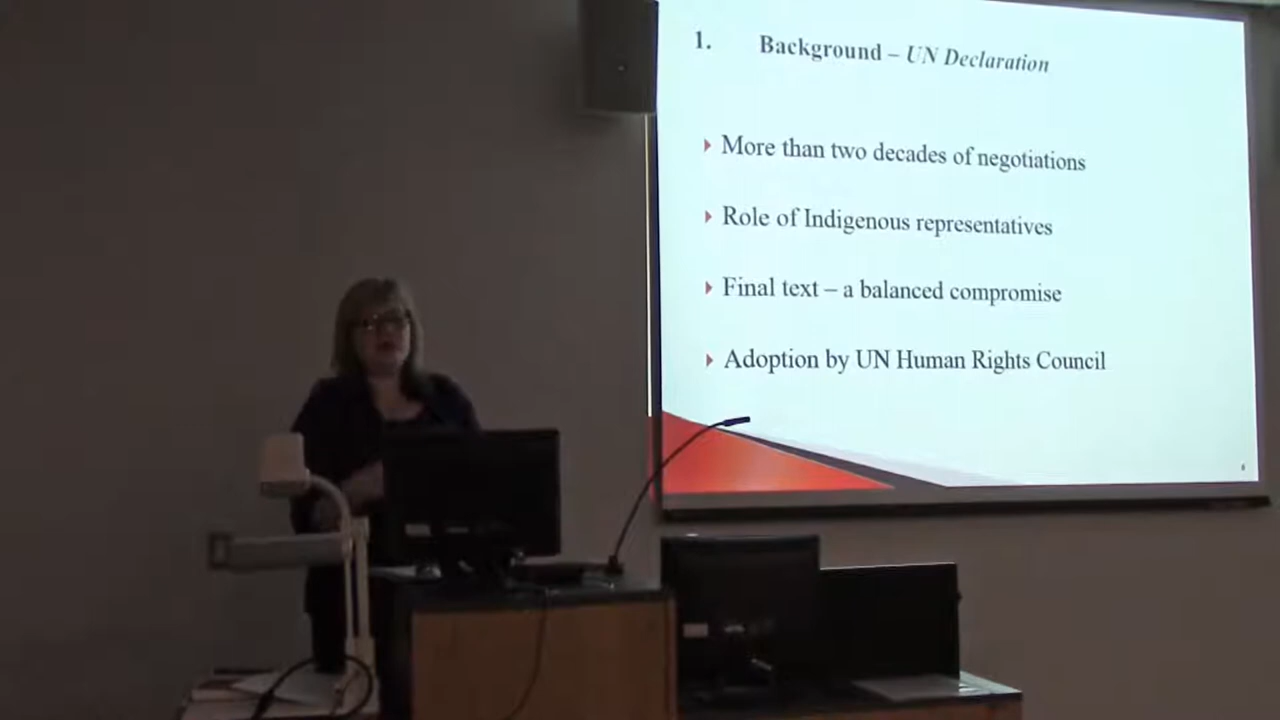 1. Background – UN Declaration
More than two decades of negotiations
Role of Indigenous representatives
Final text – a balanced compromise
Adoption by UN Human Rights Council